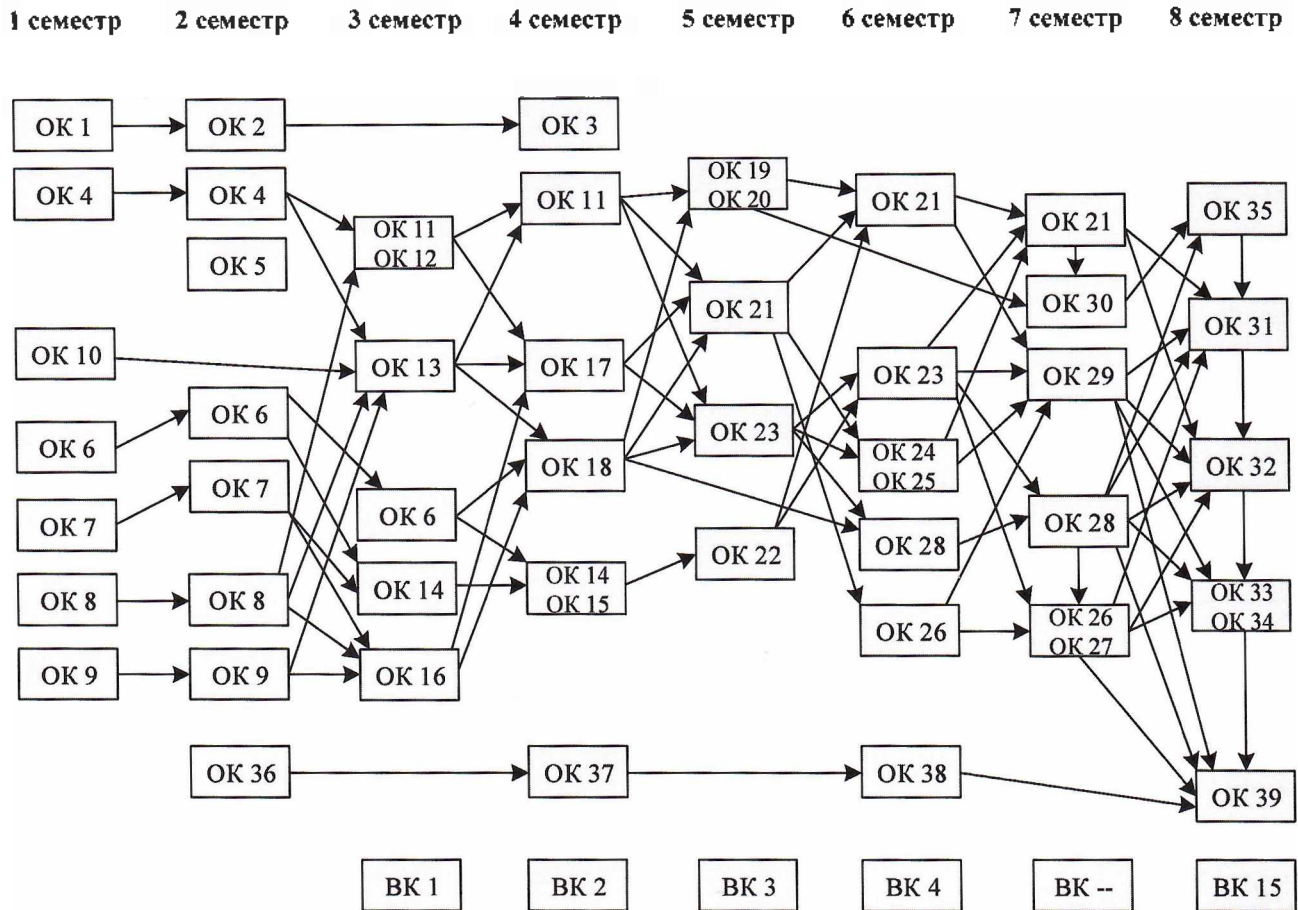 1 семестр 2 семестр 3 семестр 4 семестр 5 семестр 6 семестр 7 семестр 8 семестр
ОК 1 ОК 2 ОК 3
ОК 4 ОК 4 ОК 11 ОК 19 ОК 20 ОК 21 ОК 21 ОК 35
ОК 11
ОК 12
ОК 5
ОК 21 ОК 30 ОК 31
ОК 10 ОК 13 ОК 17 ОК 23 ОК 29
ОК 6 ОК 6 ОК 18 ОК 23 ОК 24 ОК 25 ОК 32
ОК 7 ОК 7 ОК 6 ОК 22 ОК 28 ОК 28
ОК 8 ОК 8 ОК 14 ОК 14 ОК 15 ОК 26 ОК 26 ОК 27 ОК 33 ОК 34
ОК 9 ОК 9 ОК 16
ОК 36 ОК 37 ОК 38 ОК 39
ВК 1 ВК 2 ВК 3 ВК 4 ВК -- ВК 15